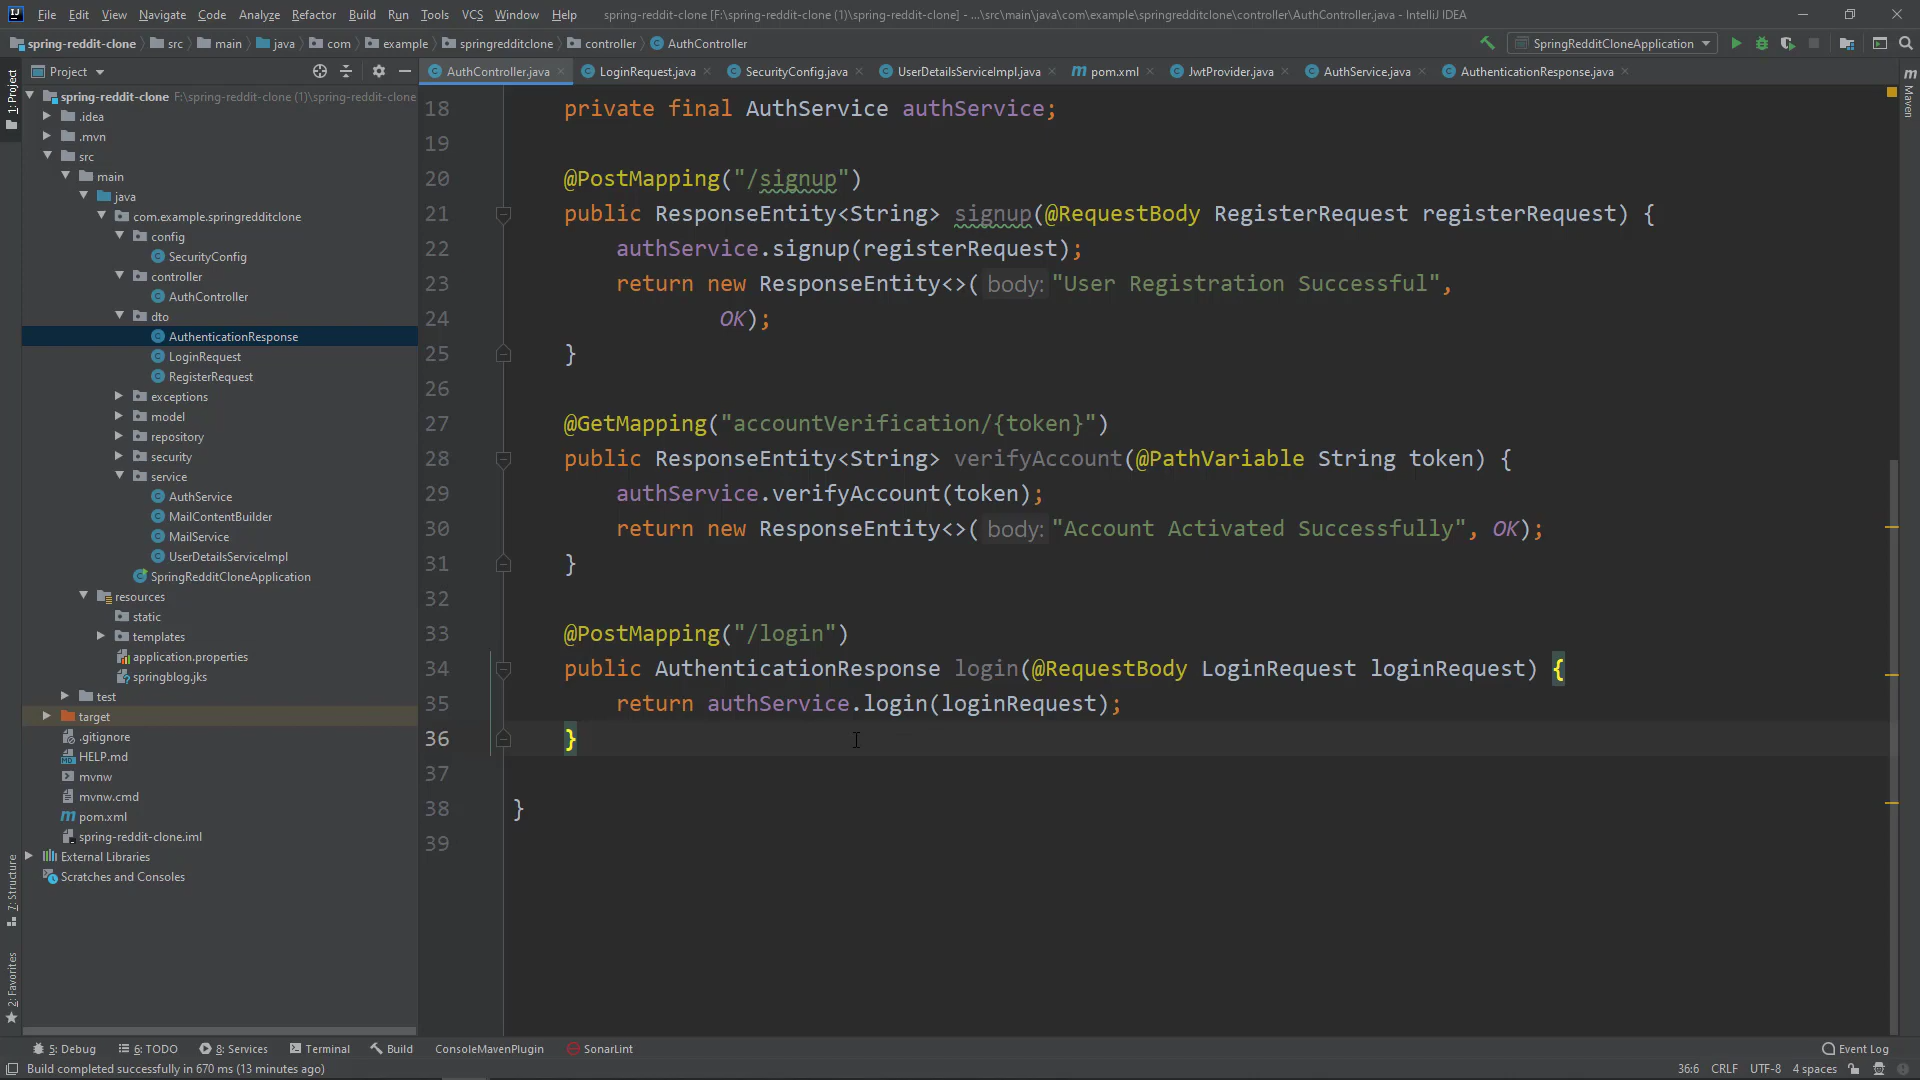 File Edit View Navigate Code Analyze Refactor Build Run Tools VCS Window Help spring-reddit-clone [F:\spring-reddit-clone (1)\spring-reddit-clone] - ...\src\main\java\com\example\springredditclone\controller\AuthController.java - IntelliJ IDEA
spring-reddit-clone src main java com example springredditclone controller AuthController SpringRedditCloneApplication
Project
AuthController.java LoginRequest.java SecurityConfig.java UserDetailsServiceImpl.java pom.xml JwtProvider.java AuthService.java AuthenticationResponse.java
1: Project
7: Structure
2: Favorites
Maven
spring-reddit-clone F:\spring-reddit-clone (1)\spring-reddit-clone
.idea
.mvn
src
main
java
com.example.springredditclone
config
SecurityConfig
controller
AuthController
dto
AuthenticationResponse
LoginRequest
RegisterRequest
exceptions
model
repository
security
service
AuthService
MailContentBuilder
MailService
UserDetailsServiceImpl
SpringRedditCloneApplication
resources
static
templates
application.properties
springblog.jks
test
target
.gitignore
HELP.md
mvnw
mvnw.cmd
pom.xml
spring-reddit-clone.iml
External Libraries
Scratches and Consoles
18 private final AuthService authService;
19
20 @PostMapping("/signup")
21 public ResponseEntity<String> signup(@RequestBody RegisterRequest registerRequest) {
22 authService.signup(registerRequest);
23 return new ResponseEntity<>( body: "User Registration Successful",
24 OK);
25 }
26
27 @GetMapping("accountVerification/{token}")
28 public ResponseEntity<String> verifyAccount(@PathVariable String token) {
29 authService.verifyAccount(token);
30 return new ResponseEntity<>( body: "Account Activated Successfully", OK);
31 }
32
33 @PostMapping("/login")
34 public AuthenticationResponse login(@RequestBody LoginRequest loginRequest) {
35 return authService.login(loginRequest);
36 }
37
38 }
39
5: Debug 6: TODO 8: Services Terminal Build ConsoleMavenPlugin SonarLint Event Log
Build completed successfully in 670 ms (13 minutes ago) 36:6 CRLF UTF-8 4 spaces